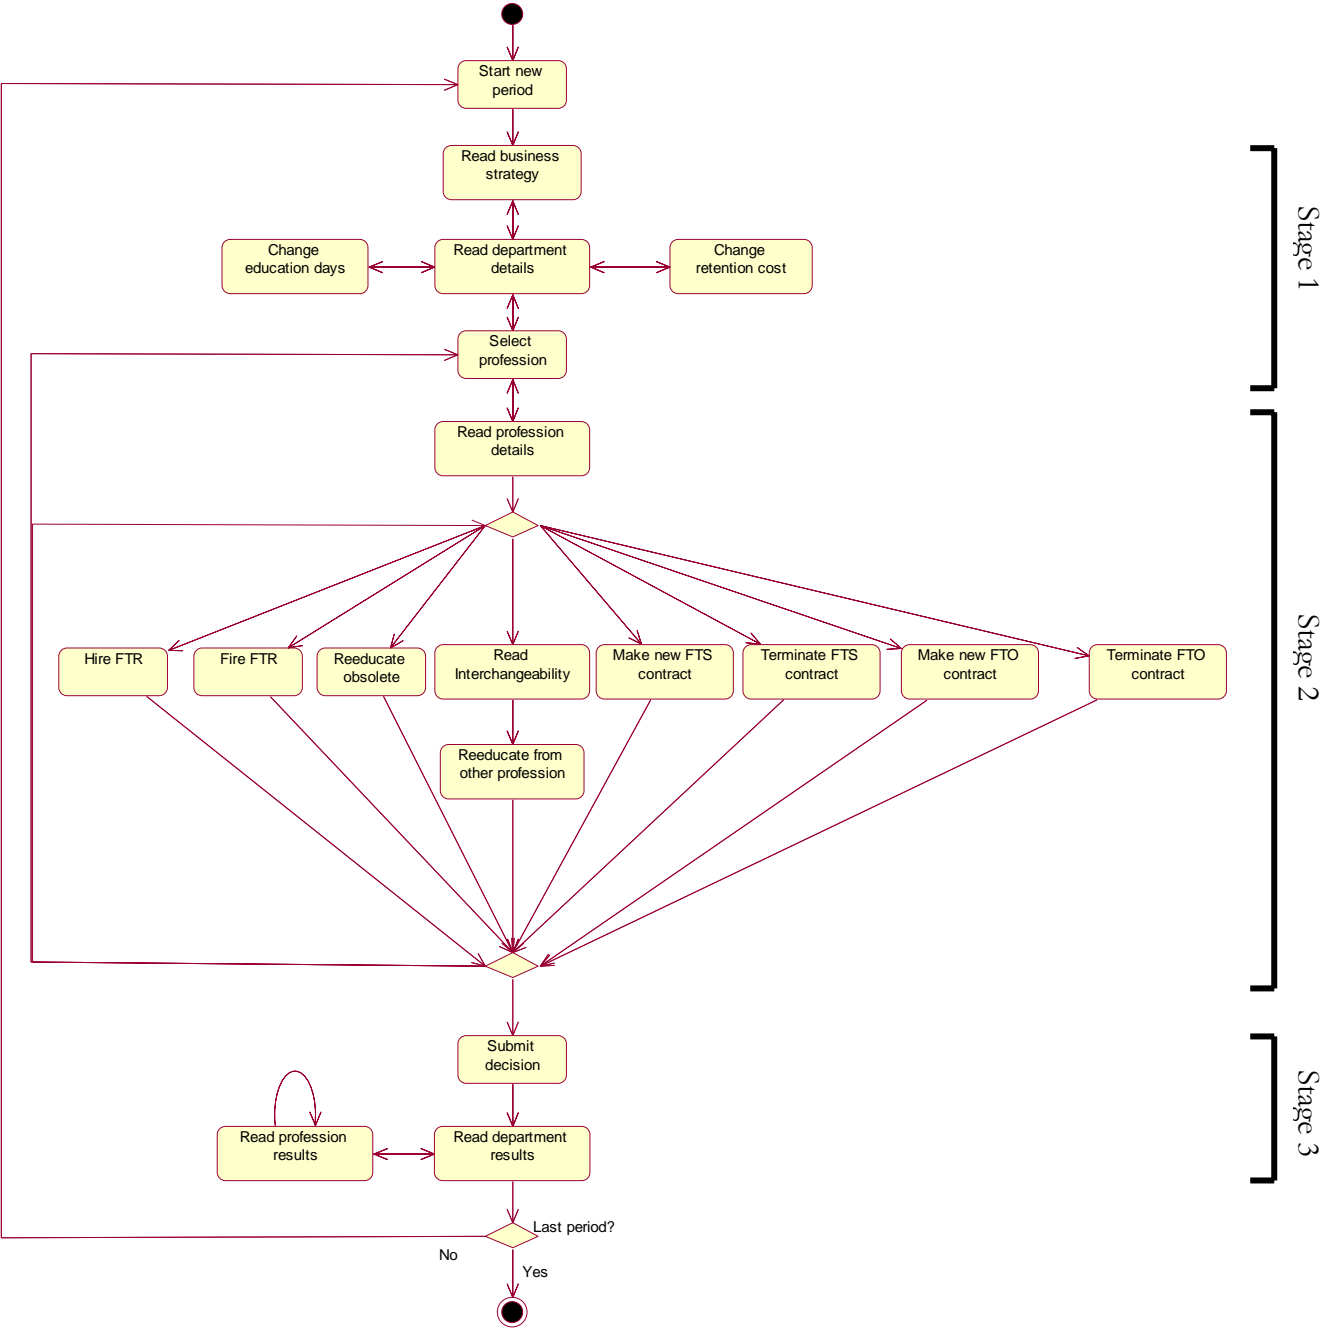 Start new
period
Read business
strategy
Change
education days
Read department
details
Change
retention cost
Stage 1
Select
profession
Read profession
details
Hire FTR
Fire FTR
Reeducate
obsolete
Read
Interchangeability
Make new FTS
contract
Terminate FTS
contract
Make new FTO
contract
Terminate FTO
contract
Stage 2
Reeducate from
other profession
Submit
decision
Read profession
results
Read department
results
Stage 3
Last period?
No
Yes